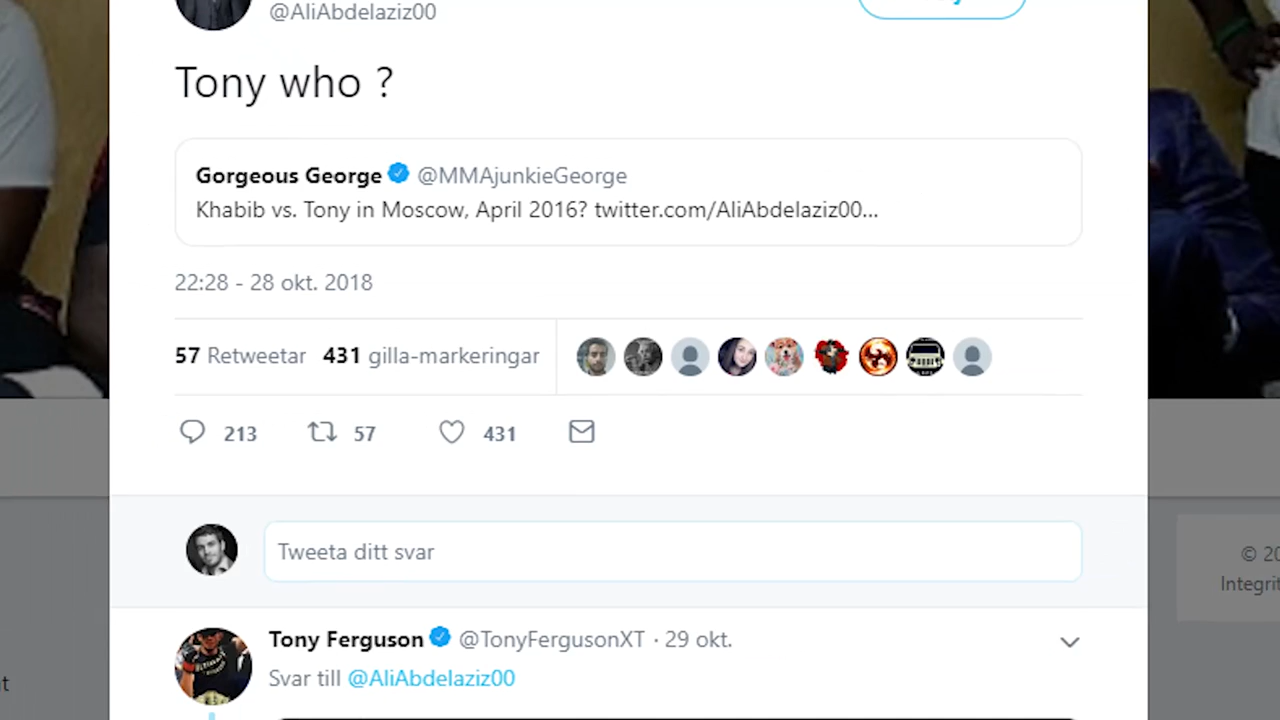 @AliAbdelaziz00
Tony who ?
Gorgeous George @MMAjunkieGeorge
Khabib vs. Tony in Moscow, April 2016? twitter.com/AliAbdelaziz00...
22:28 - 28 okt. 2018
57 Retweetar 431 gilla-markeringar
213 57 431
Tweeta ditt svar
© 20
Integrit
Tony Ferguson @TonyFergusonXT · 29 okt.
Svar till @AliAbdelaziz00
t